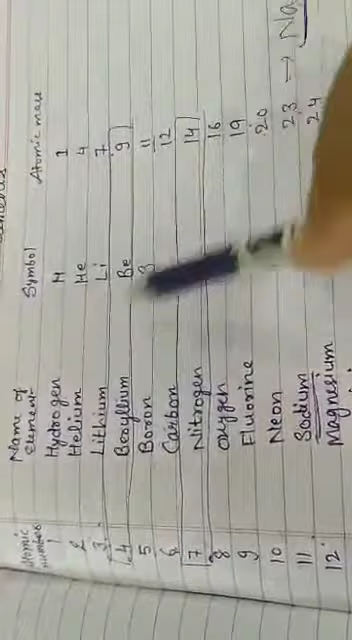 Atomic number Name of element Symbol Atomic mass
1 Hydrogen H 1
2 Helium He 4
3 Lithium Li 7
4 Beryllium Be 9
5 Boron B 11
6 Carbon 12
7 Nitrogen 14
8 oxygen 16
9 Fluorine 19
10 Neon 20
11 Sodium 23 → Na
12 Magnesium 24